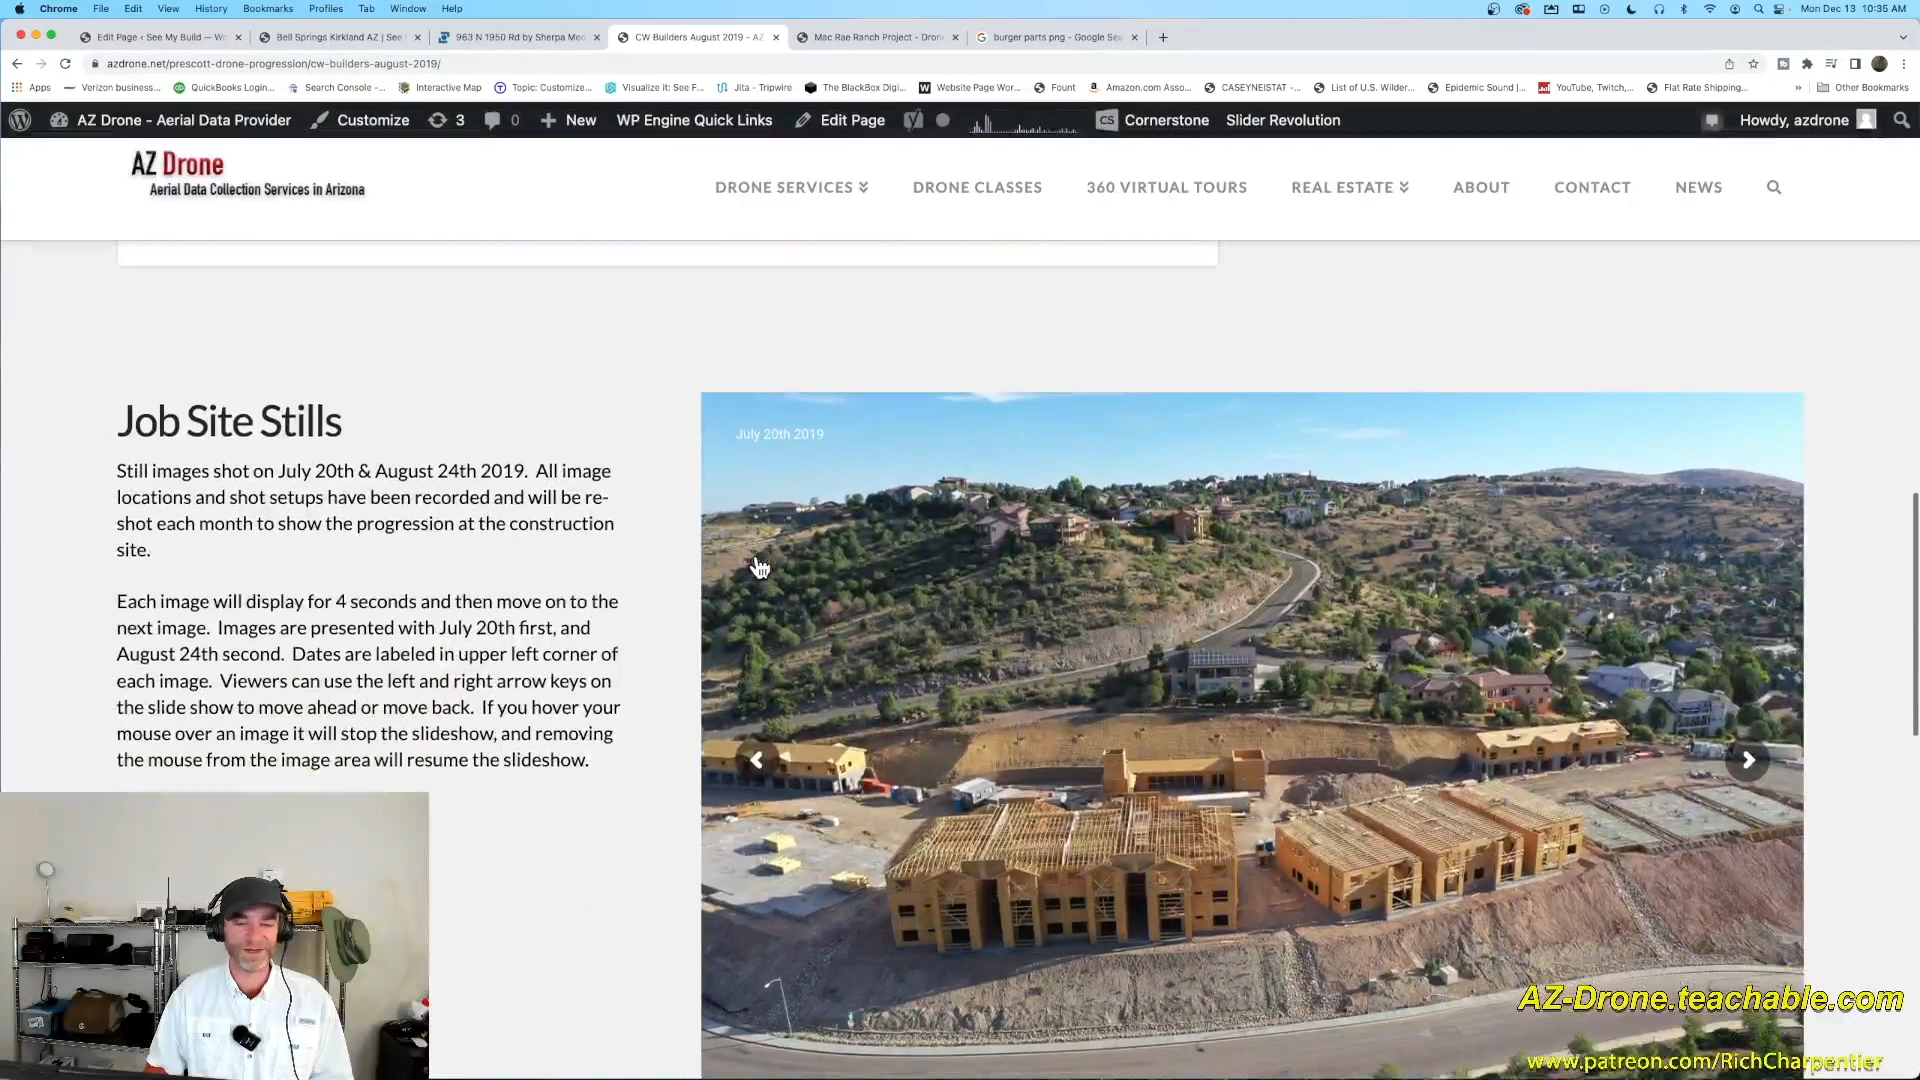 Chrome File Edit View History Bookmarks Profiles Tab Window Help Mon Dec 13 10:35 AM
Edit Page ‹ See My Build — Wo
Bell Springs Kirkland AZ | See
963 N 1950 Rd by Sherpa Med
CW Builders August 2019 - AZ
Mac Rae Ranch Project - Dron
burger parts png - Google Sea
azdrone.net/prescott-drone-progression/cw-builders-august-2019/
Apps Verizon business... QuickBooks Login... Search Console -... Interactive Map Topic: Customize... Visualize it: See F... Jita - Tripwire The BlackBox Digi... Website Page Wor... Fount Amazon.com Asso... CASEYNEISTAT -... List of U.S. Wilder... Epidemic Sound |... YouTube, Twitch,... Flat Rate Shipping... » Other Bookmarks
AZ Drone - Aerial Data Provider Customize 3 0 New WP Engine Quick Links Edit Page CS Cornerstone Slider Revolution Howdy, azdrone
AZ Drone
Aerial Data Collection Services in Arizona
DRONE SERVICES DRONE CLASSES 360 VIRTUAL TOURS REAL ESTATE ABOUT CONTACT NEWS
Job Site Stills
Still images shot on July 20th & August 24th 2019. All image
locations and shot setups have been recorded and will be re-
shot each month to show the progression at the construction
site.
Each image will display for 4 seconds and then move on to the
next image. Images are presented with July 20th first, and
August 24th second. Dates are labeled in upper left corner of
each image. Viewers can use the left and right arrow keys on
the slide show to move ahead or move back. If you hover your
mouse over an image it will stop the slideshow, and removing
the mouse from the image area will resume the slideshow.
July 20th 2019
AZ-Drone.teachable.com
www.patreon.com/RichCharpentier